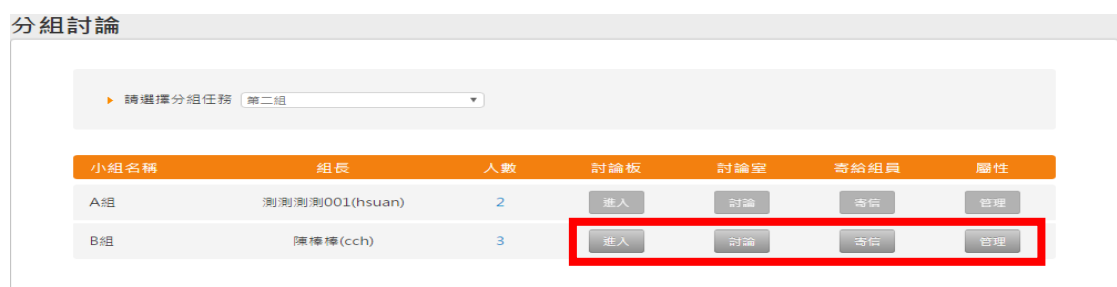 分組討論
請選擇分組任務 第二組
小組名稱 組長 人數 討論板 討論室 寄給組員 屬性
A組 測測測測001(hsuan) 2 進入 討論 寄信 管理
B組 陳棒棒(cch) 3 進入 討論 寄信 管理